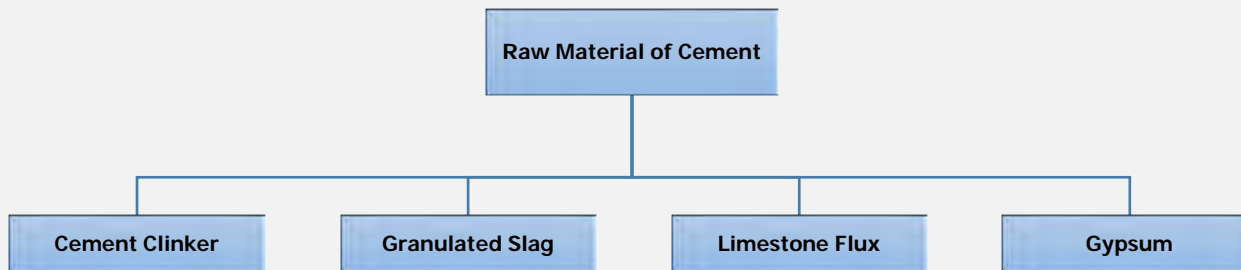 Raw Material of Cement
Cement Clinker
Granulated Slag
Limestone Flux
Gypsum